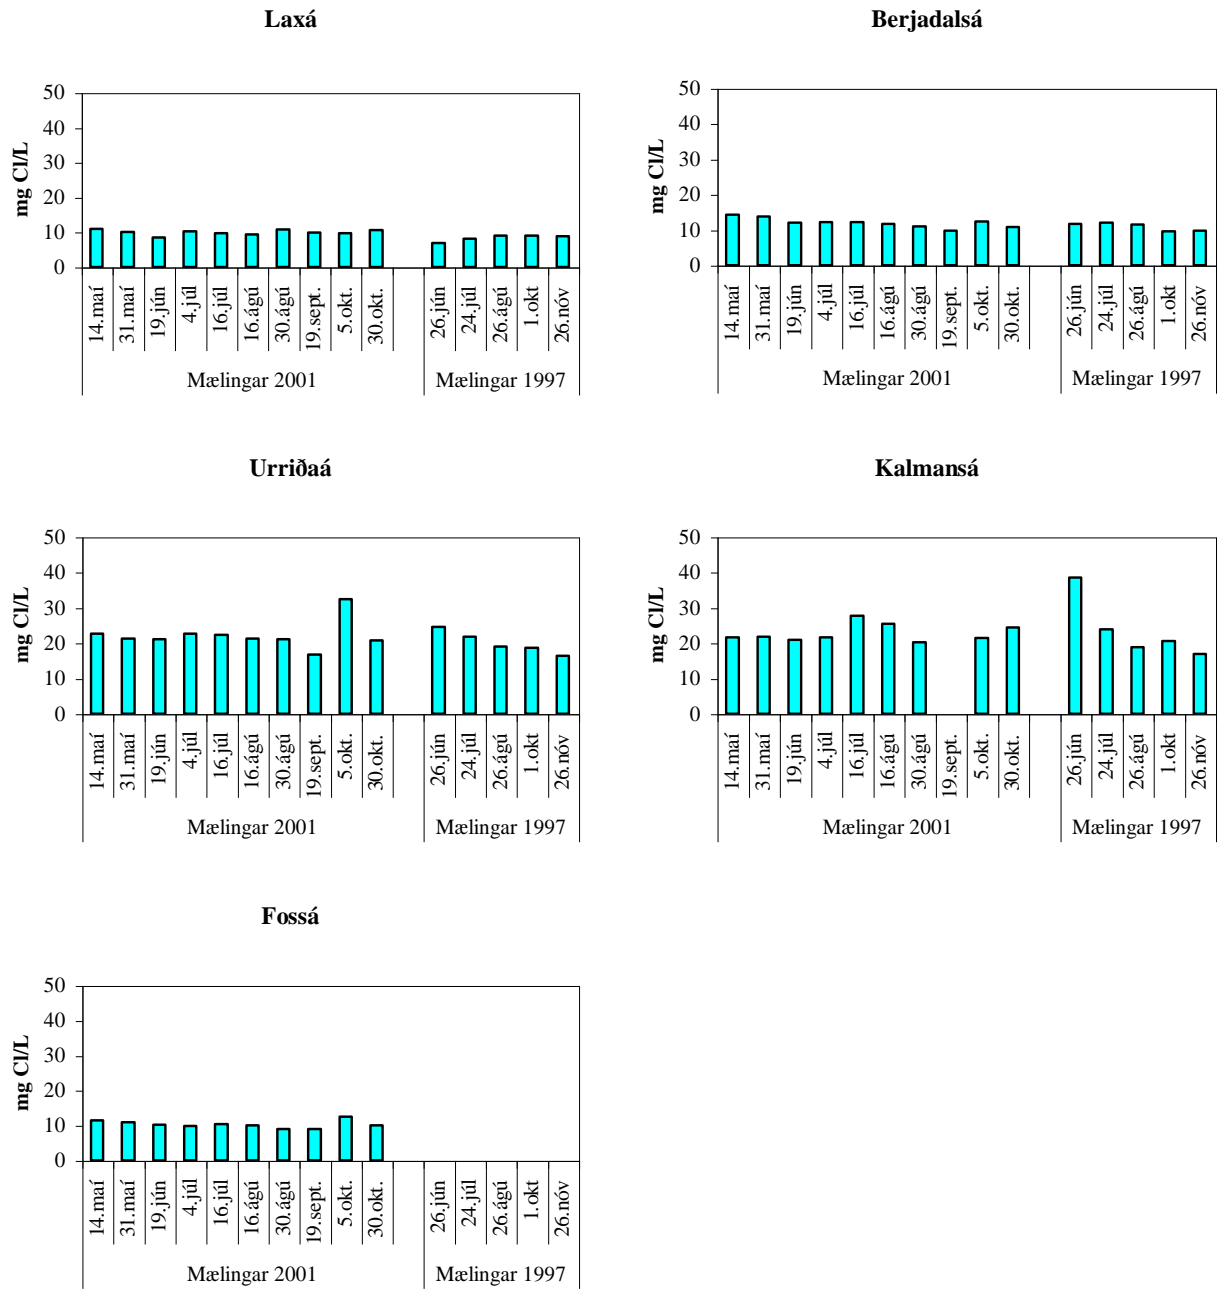 Laxá
mg Cl/L
50
40
30
20
10
0
14.maí
31.maí
19.jún
4.júl
16.júl
16.ágú
30.ágú
19.sept.
5.okt.
30.okt.
26.jún
24.júl
26.ágú
1.okt
26.nóv
Mælingar 2001
Mælingar 1997
Berjadalsá
mg Cl/L
50
40
30
20
10
0
14.maí
31.maí
19.jún
4.júl
16.júl
16.ágú
30.ágú
19.sept.
5.okt.
30.okt.
26.jún
24.júl
26.ágú
1.okt
26.nóv
Mælingar 2001
Mælingar 1997
Urriðaá
mg Cl/L
50
40
30
20
10
0
14.maí
31.maí
19.jún
4.júl
16.júl
16.ágú
30.ágú
19.sept.
5.okt.
30.okt.
26.jún
24.júl
26.ágú
1.okt
26.nóv
Mælingar 2001
Mælingar 1997
Kalmansá
mg Cl/L
50
40
30
20
10
0
14.maí
31.maí
19.jún
4.júl
16.júl
16.ágú
30.ágú
19.sept.
5.okt.
30.okt.
26.jún
24.júl
26.ágú
1.okt
26.nóv
Mælingar 2001
Mælingar 1997
Fossá
mg Cl/L
50
40
30
20
10
0
14.maí
31.maí
19.jún
4.júl
16.júl
16.ágú
30.ágú
19.sept.
5.okt.
30.okt.
26.jún
24.júl
26.ágú
1.okt
26.nóv
Mælingar 2001
Mælingar 1997